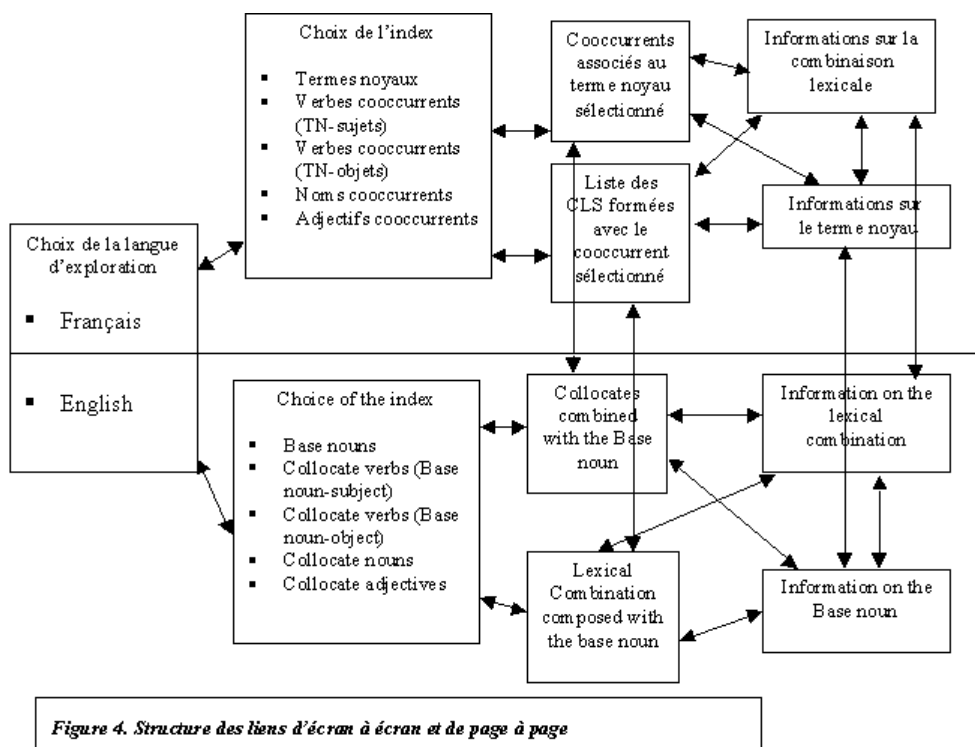 Choix de l'index
▪ Termes noyaux
▪ Verbes cooccurrents
(TN-sujets)
▪ Verbes cooccurrents
(TN-objets)
▪ Noms cooccurrents
▪ Adjectifs cooccurrents
Cooccurrents
associés au
terme noyau
sélectionné
Informations sur la
combinaison
lexicale
Liste des
CLS formées
avec le
cooccurrent
sélectionné
Informations sur
le terme noyau
Choix de la langue
d'exploration
▪ Français
▪ English
Choice of the index
▪ Base nouns
▪ Collocate verbs (Base
noun-subject)
▪ Collocate verbs (Base
noun-object)
▪ Collocate nouns
▪ Collocate adjectives
Collocates
combined
with the Base
noun
Information on the
lexical
combination
Lexical
Combination
composed with
the base noun
Information on the
Base noun
Figure 4. Structure des liens d'écran à écran et de page à page